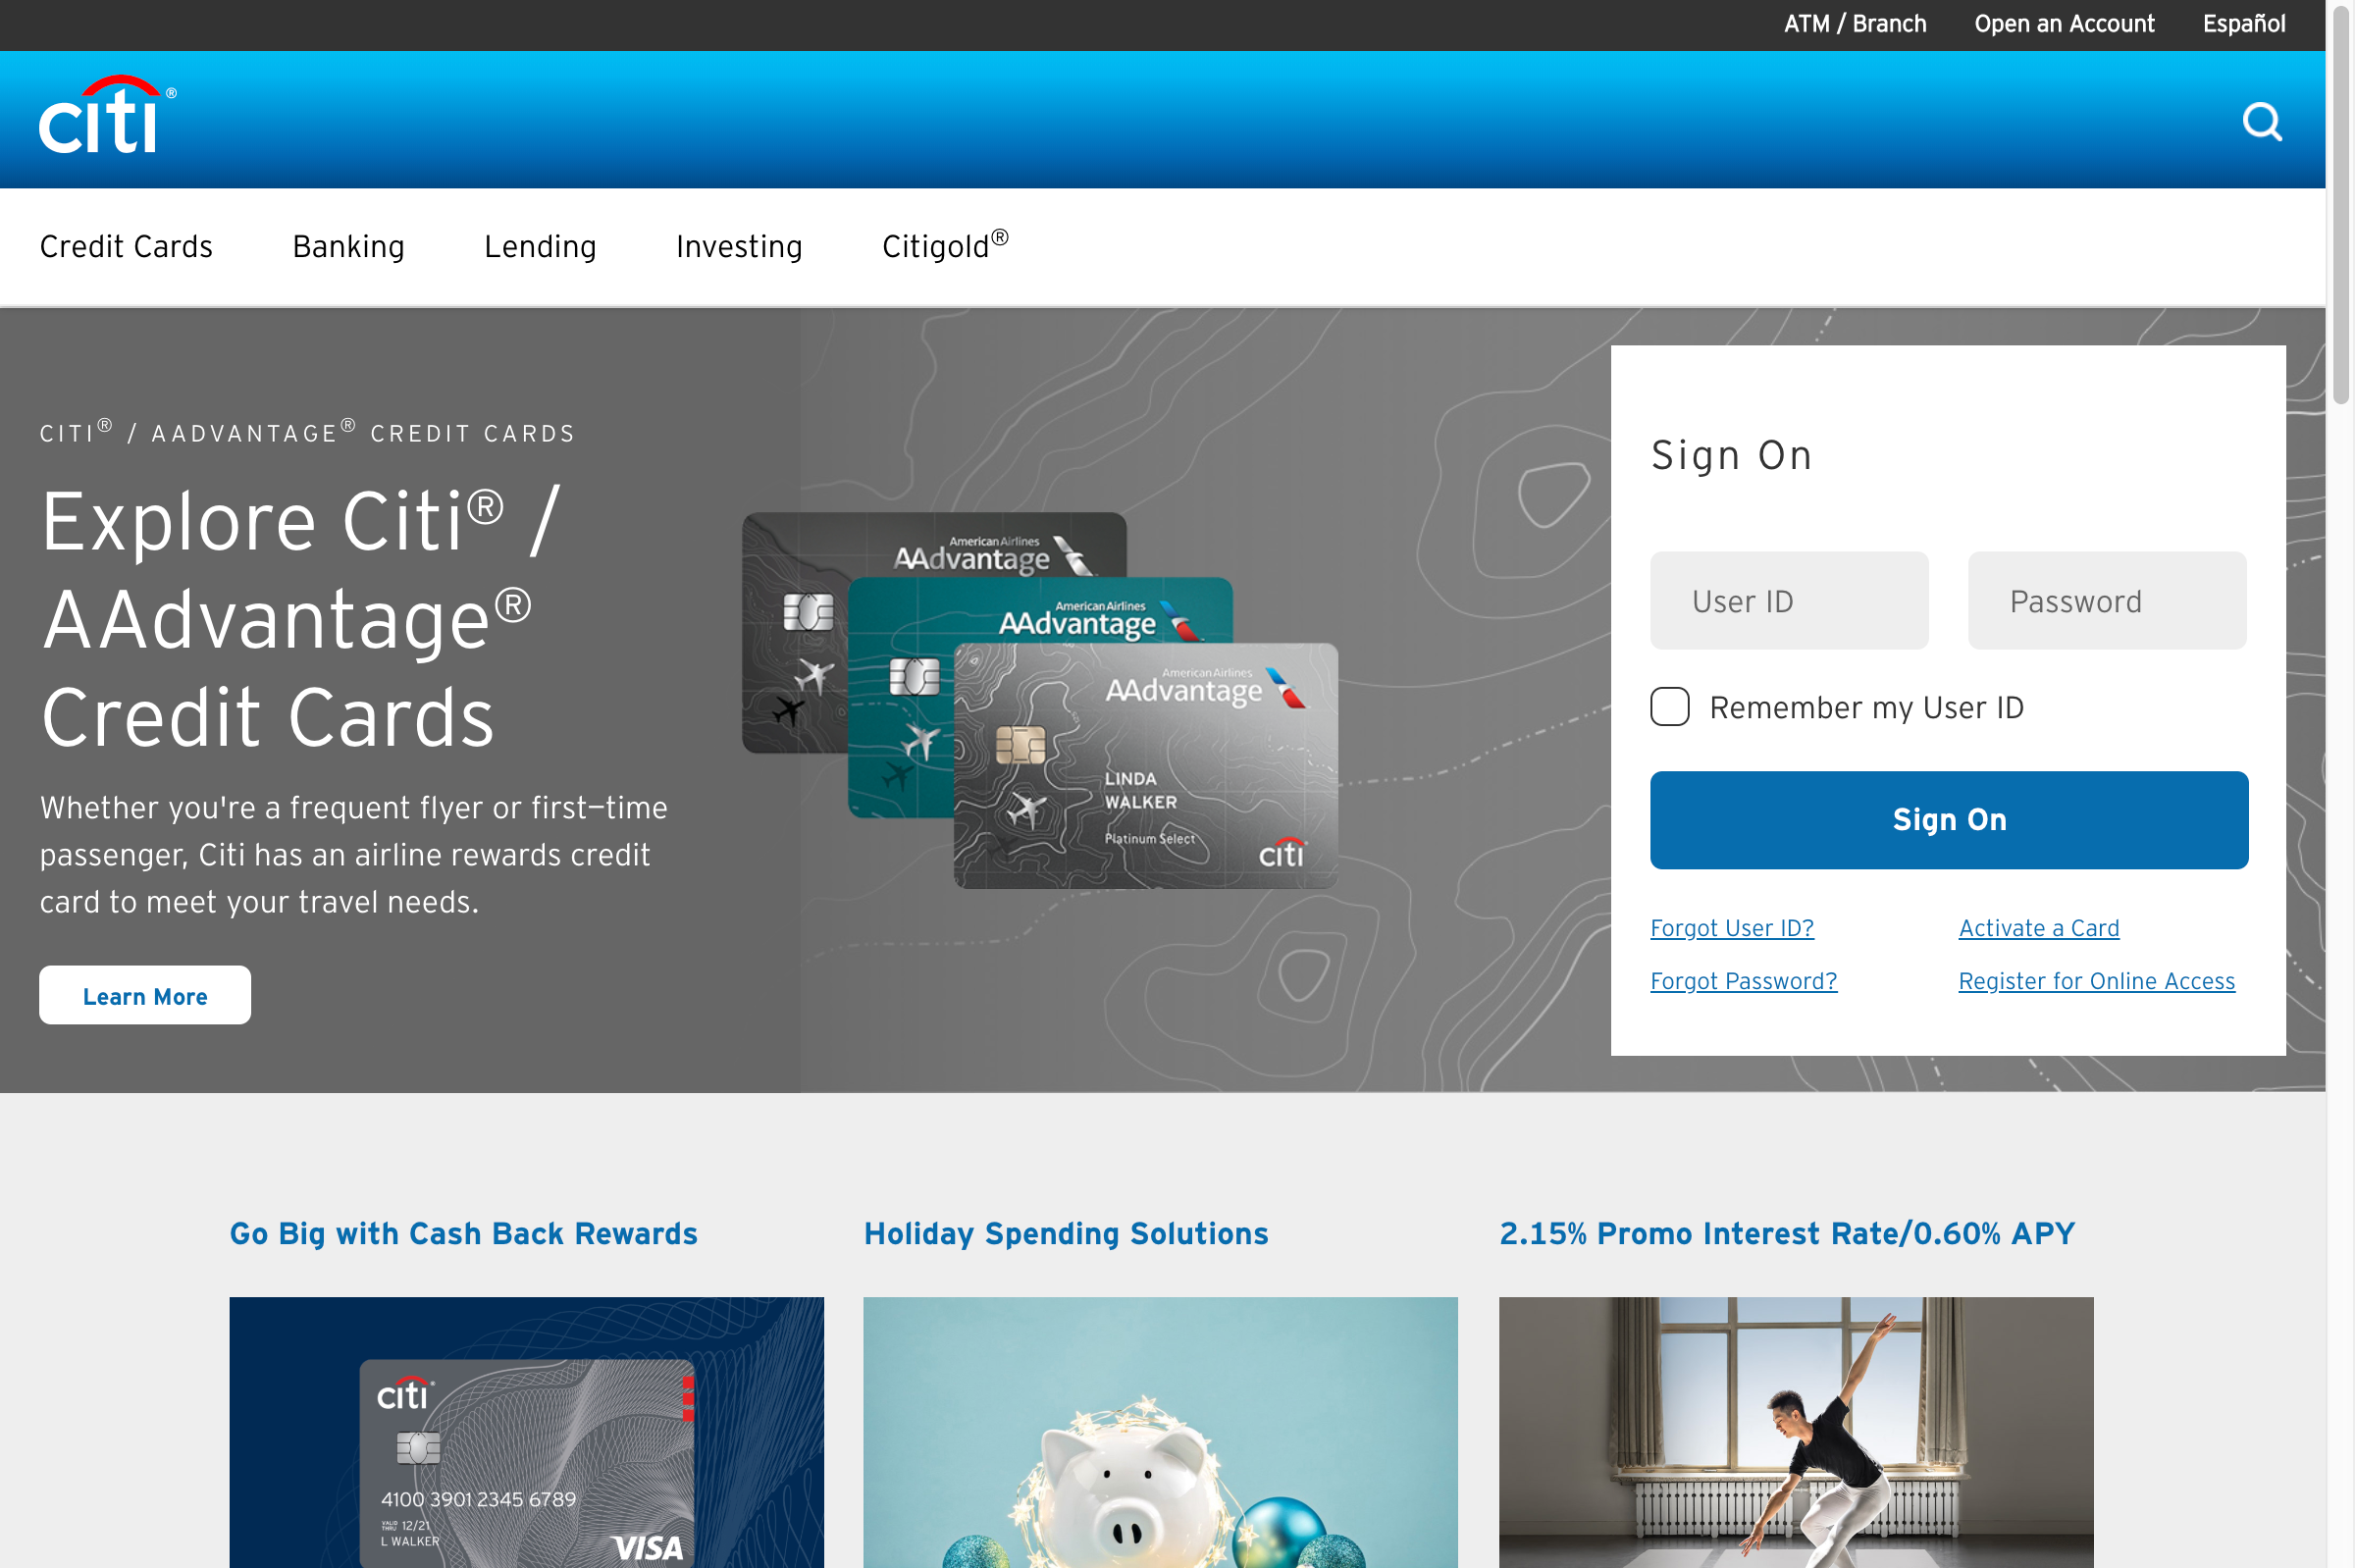 ATM / Branch
Open an Account
Español
citi®
Credit Cards
Banking
Lending
Investing
Citigold®
CITI® / AADVANTAGE® CREDIT CARDS
Explore Citi® /
AAdvantage®
Credit Cards
Whether you're a frequent flyer or first–time
passenger, Citi has an airline rewards credit
card to meet your travel needs.
Learn More
American Airlines
AAdvantage
American Airlines
AAdvantage
American Airlines
AAdvantage
LINDA
WALKER
Platinum Select
citi
Sign On
User ID
Password
Remember my User ID
Sign On
Forgot User ID?
Activate a Card
Forgot Password?
Register for Online Access
Go Big with Cash Back Rewards
Holiday Spending Solutions
2.15% Promo Interest Rate/0.60% APY
citi
4100 3901 2345 6789
VALID THRU 12/21
L WALKER
VISA